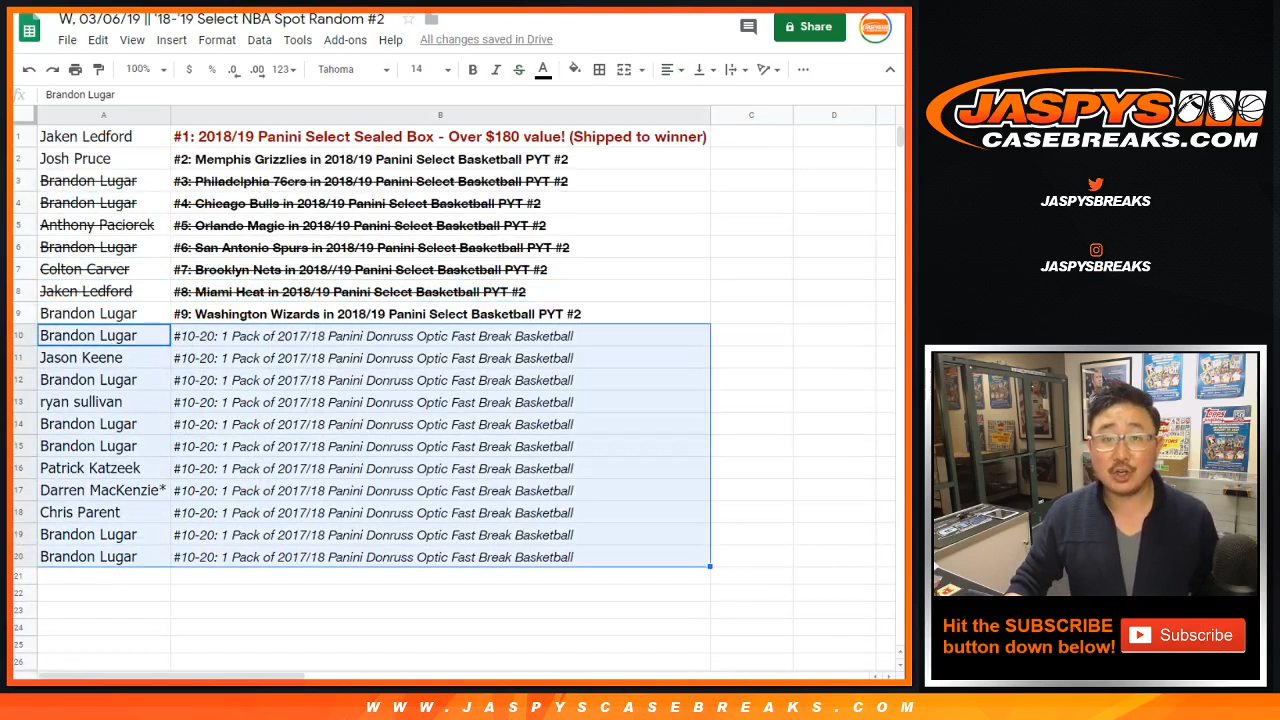 W, 03/06/19 || '18-'19 Select NBA Spot Random #2
File Edit View Insert Format Data Tools Add-ons Help All changes saved in Drive
Share
100% $ % .0 .00 123 Tahoma 14 B I S A
fx Brandon Lugar
A B C D
1 Jaken Ledford #1: 2018/19 Panini Select Sealed Box - Over $180 value! (Shipped to winner)
2 Josh Pruce #2: Memphis Grizzlies in 2018/19 Panini Select Basketball PYT #2
3 Brandon Lugar #3: Philadelphia 76ers in 2018/19 Panini Select Basketball PYT #2
4 Brandon Lugar #4: Chicago Bulls in 2018/19 Panini Select Basketball PYT #2
5 Anthony Paciorek #5: Orlando Magic in 2018/19 Panini Select Basketball PYT #2
6 Brandon Lugar #6: San Antonio Spurs in 2018/19 Panini Select Basketball PYT #2
7 Colton Carver #7: Brooklyn Nets in 2018//19 Panini Select Basketball PYT #2
8 Jaken Ledford #8: Miami Heat in 2018/19 Panini Select Basketball PYT #2
9 Brandon Lugar #9: Washington Wizards in 2018/19 Panini Select Basketball PYT #2
10 Brandon Lugar #10-20: 1 Pack of 2017/18 Panini Donruss Optic Fast Break Basketball
11 Jason Keene #10-20: 1 Pack of 2017/18 Panini Donruss Optic Fast Break Basketball
12 Brandon Lugar #10-20: 1 Pack of 2017/18 Panini Donruss Optic Fast Break Basketball
13 ryan sullivan #10-20: 1 Pack of 2017/18 Panini Donruss Optic Fast Break Basketball
14 Brandon Lugar #10-20: 1 Pack of 2017/18 Panini Donruss Optic Fast Break Basketball
15 Brandon Lugar #10-20: 1 Pack of 2017/18 Panini Donruss Optic Fast Break Basketball
16 Patrick Katzeek #10-20: 1 Pack of 2017/18 Panini Donruss Optic Fast Break Basketball
17 Darren MacKenzie* #10-20: 1 Pack of 2017/18 Panini Donruss Optic Fast Break Basketball
18 Chris Parent #10-20: 1 Pack of 2017/18 Panini Donruss Optic Fast Break Basketball
19 Brandon Lugar #10-20: 1 Pack of 2017/18 Panini Donruss Optic Fast Break Basketball
20 Brandon Lugar #10-20: 1 Pack of 2017/18 Panini Donruss Optic Fast Break Basketball
21
22
23
24
25
26
JASPYS
CASEBREAKS.COM
JASPYSBREAKS
JASPYSBREAKS
Topps
Hit the SUBSCRIBE
button down below!
Subscribe
WWW.JASPYSCASEBREAKS.COM